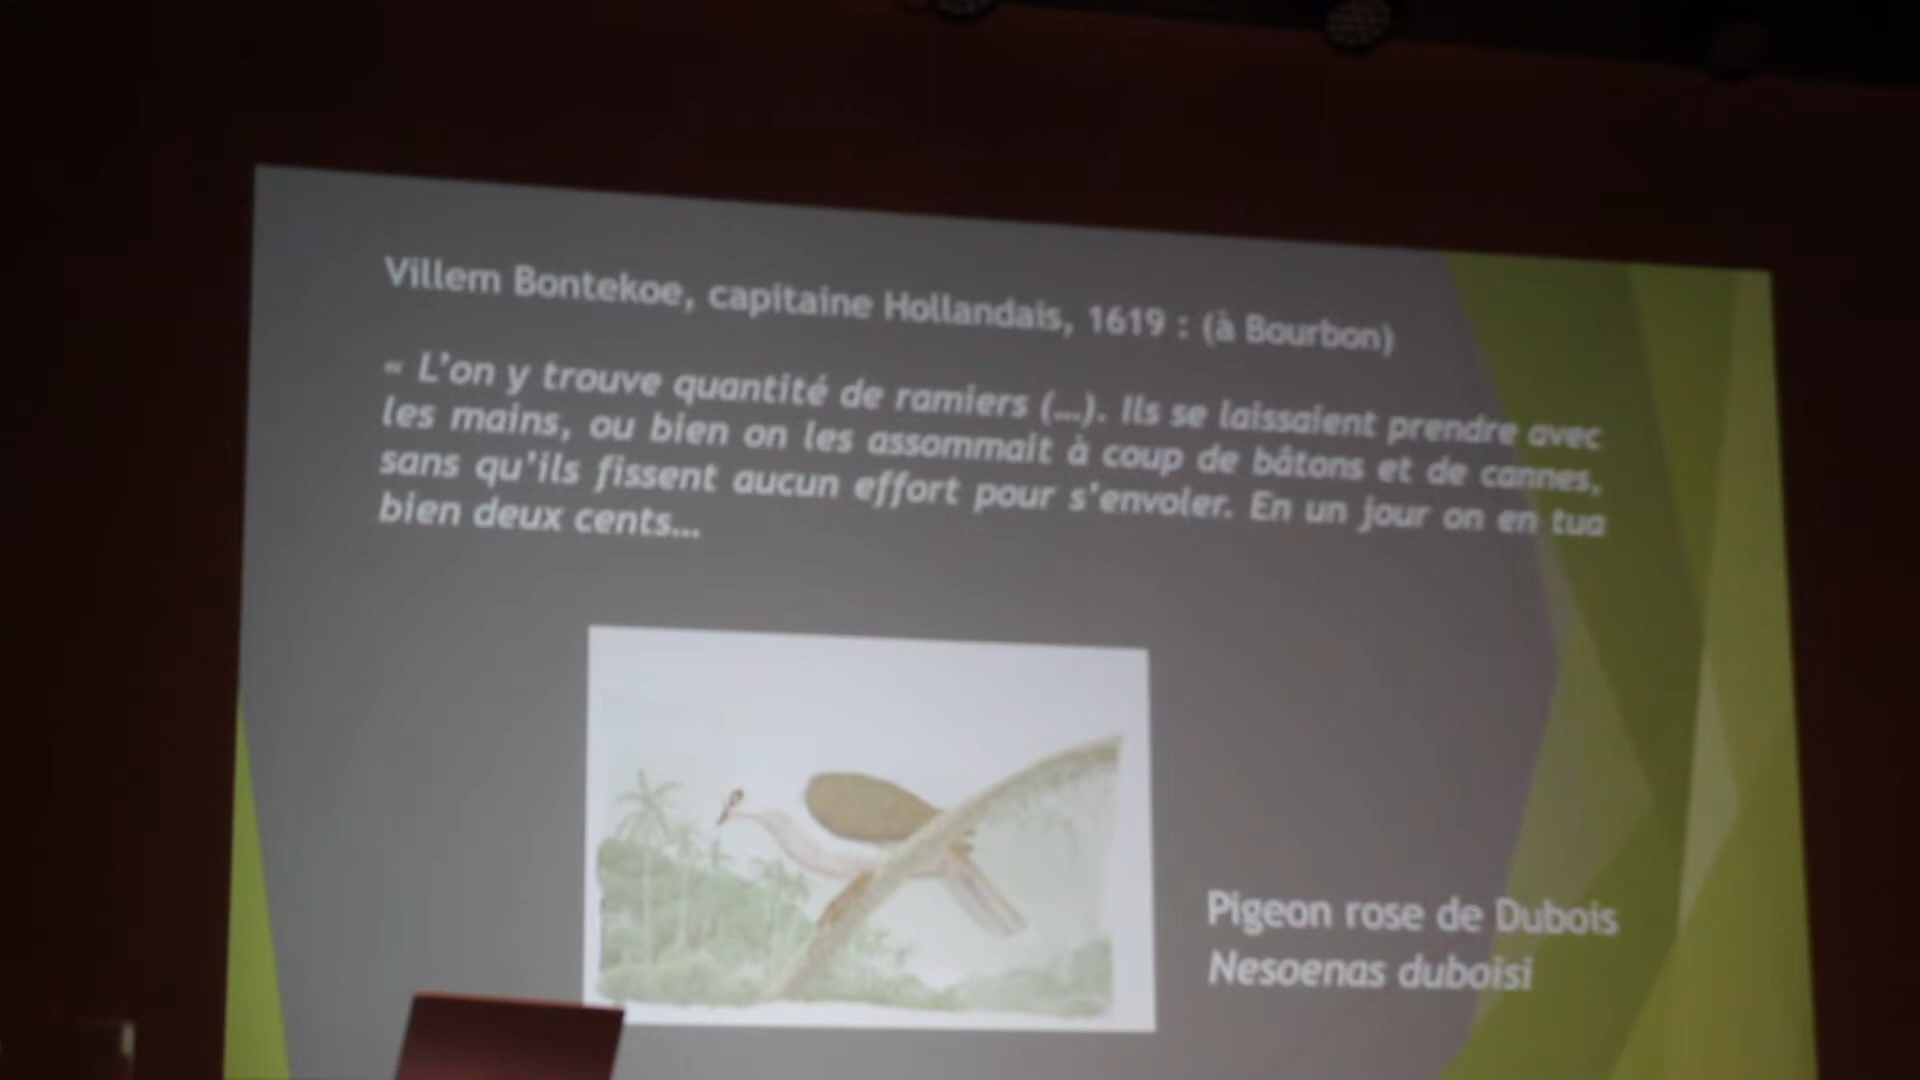 Villem Bontekoe, capitaine Hollandais, 1619 : (à Bourbon)
« L'on y trouve quantité de ramiers (...). Ils se laissaient prendre avec
les mains, ou bien on les assommait à coup de bâtons et de cannes,
sans qu'ils fissent aucun effort pour s'envoler. En un jour on en tua
bien deux cents...
Pigeon rose de Dubois
Nesoenas duboisi